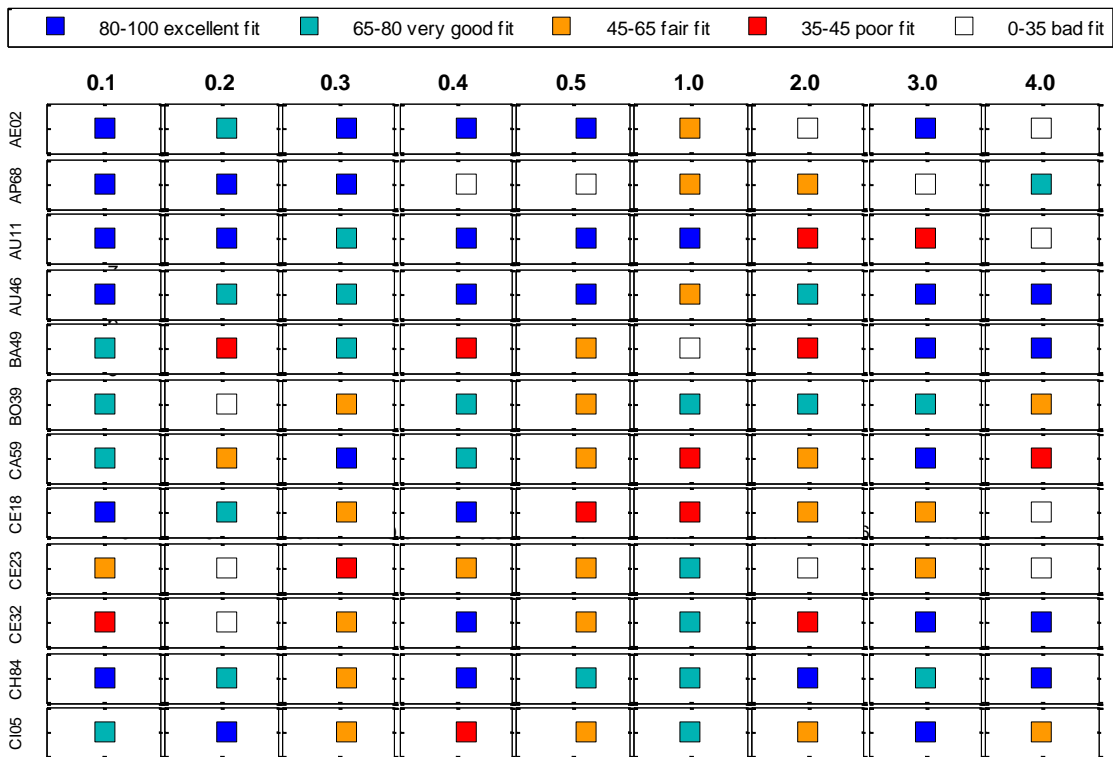 80-100 excellent fit 65-80 very good fit 45-65 fair fit 35-45 poor fit 0-35 bad fit
0.1 0.2 0.3 0.4 0.5 1.0 2.0 3.0 4.0
AE02
AP68
AU11
AU46
BA49
BO39
CA59
CE18
CE23
CE32
CH84
CI05